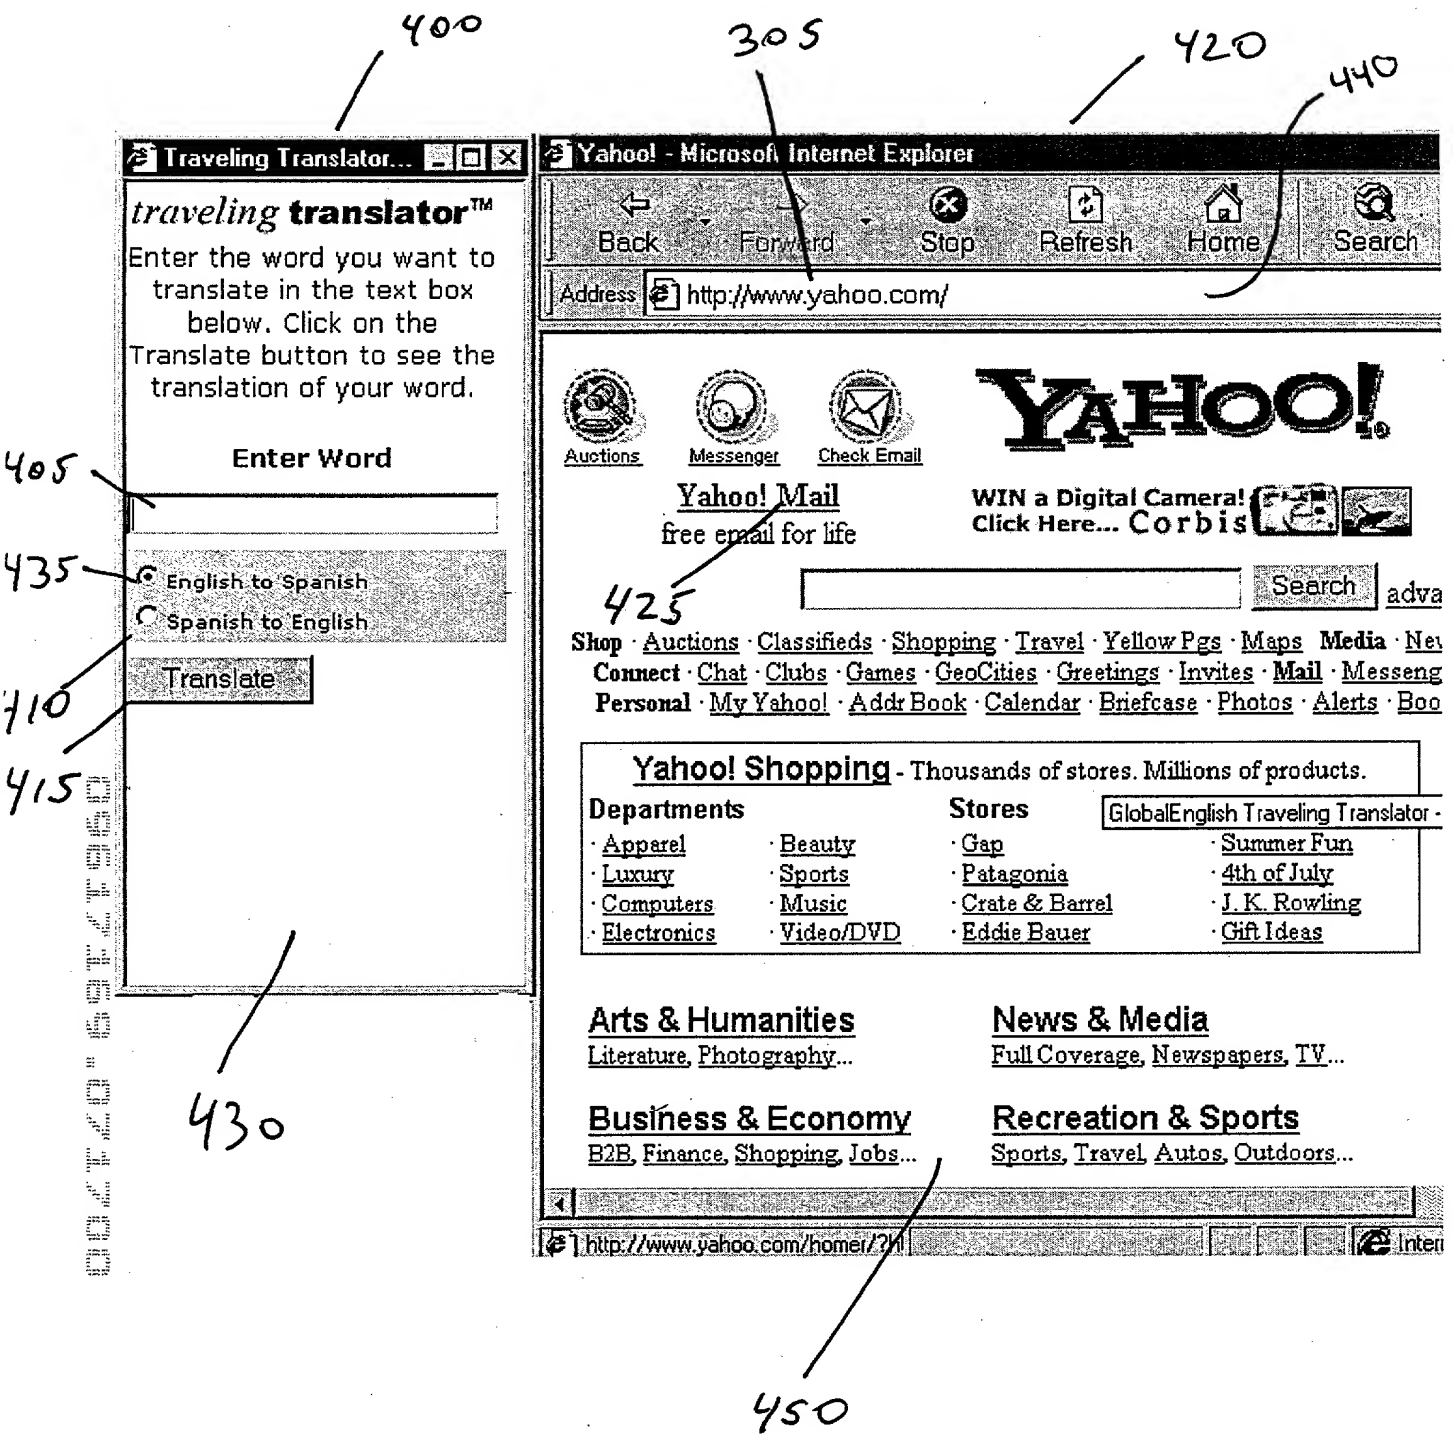 400
305
420
440
Traveling Translator...
traveling translator™
Enter the word you want to
translate in the text box
below. Click on the
Translate button to see the
translation of your word.
405
Enter Word
435
English to Spanish
Spanish to English
410
Translate
415
430
Yahoo! - Microsoft Internet Explorer
Back Forward Stop Refresh Home Search
Address http://www.yahoo.com/
Auctions Messenger Check Email
YAHOO!
Yahoo! Mail
free email for life
WIN a Digital Camera!
Click Here... Corbis
425
Search
adva
Shop · Auctions · Classifieds · Shopping · Travel · Yellow Pgs · Maps Media · Nev
Connect · Chat · Clubs · Games · GeoCities · Greetings · Invites · Mail · Messeng
Personal · My Yahoo! · Addr Book · Calendar · Briefcase · Photos · Alerts · Boo
Yahoo! Shopping - Thousands of stores. Millions of products.
Departments Stores GlobalEnglish Traveling Translator -
· Apparel · Beauty · Gap · Summer Fun
· Luxury · Sports · Patagonia · 4th of July
· Computers · Music · Crate & Barrel · J. K. Rowling
· Electronics · Video/DVD · Eddie Bauer · Gift Ideas
Arts & Humanities News & Media
Literature, Photography... Full Coverage, Newspapers, TV...
Business & Economy Recreation & Sports
B2B, Finance, Shopping, Jobs... Sports, Travel, Autos, Outdoors...
http://www.yahoo.com/homer/?h
Inter
450